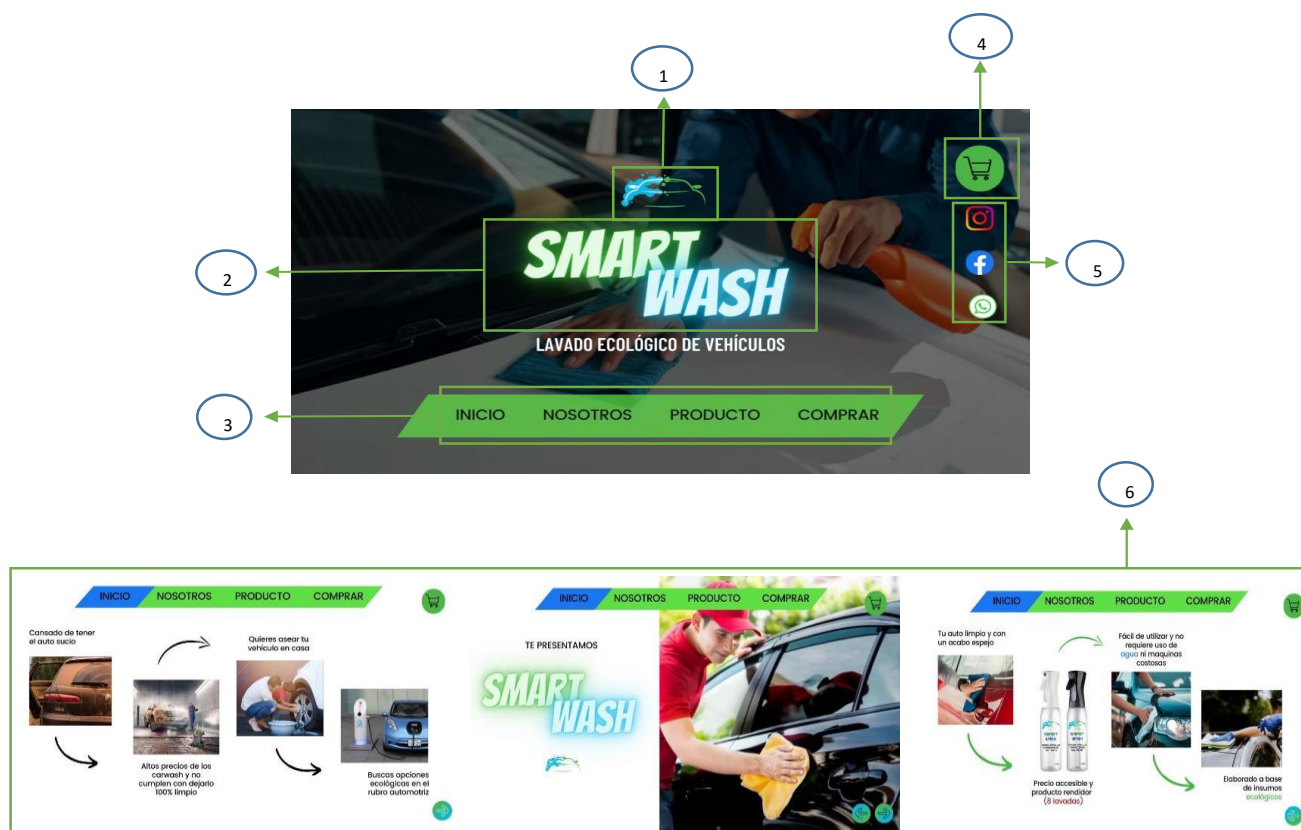 4
1
SMART
WASH
2
5
LAVADO ECOLÓGICO DE VEHÍCULOS
INICIO NOSOTROS PRODUCTO COMPRAR
3
6
INICIO NOSOTROS PRODUCTO COMPRAR
Cansado de tener
el auto sucio
Quieres asear tu
vehículo en casa
Altos precios de los
carwash y no
cumplen con dejarlo
100% limpio
Buscas opciones
ecológicas en el
rubro automotriz
INICIO NOSOTROS PRODUCTO COMPRAR
TE PRESENTAMOS
SMART
WASH
INICIO NOSOTROS PRODUCTO COMPRAR
Tu auto limpio y con
un acabo espejo
Fácil de utilizar y no
requiere uso de
agua ni maquinas
costosas
Precio accesible y
producto rendidor
(8 lavadas)
Elaborado a base
de insumos
ecológicos